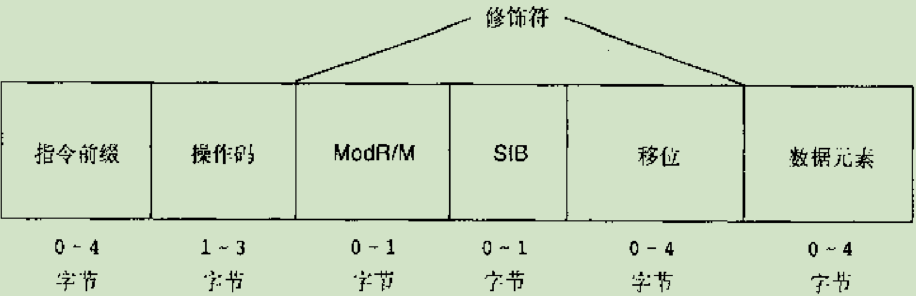 修饰符
指令前缀 操作码 ModR/M SIB 移位 数据元素
0~4 1~3 0~1 0~1 0~4 0~4
字节 字节 字节 字节 字节 字节